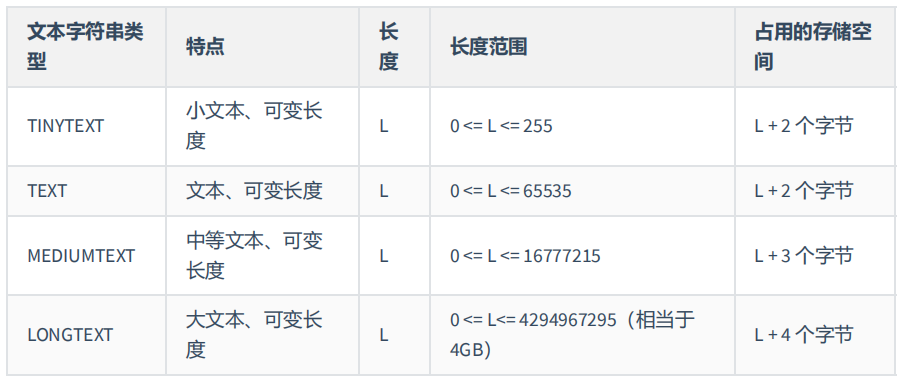 文本字符串类型 特点 长度 长度范围 占用的存储空间
TINYTEXT 小文本、可变长度 L 0 <= L <= 255 L + 2 个字节
TEXT 文本、可变长度 L 0 <= L <= 65535 L + 2 个字节
MEDIUMTEXT 中等文本、可变长度 L 0 <= L <= 16777215 L + 3 个字节
LONGTEXT 大文本、可变长度 L 0 <= L<= 4294967295（相当于4GB） L + 4 个字节